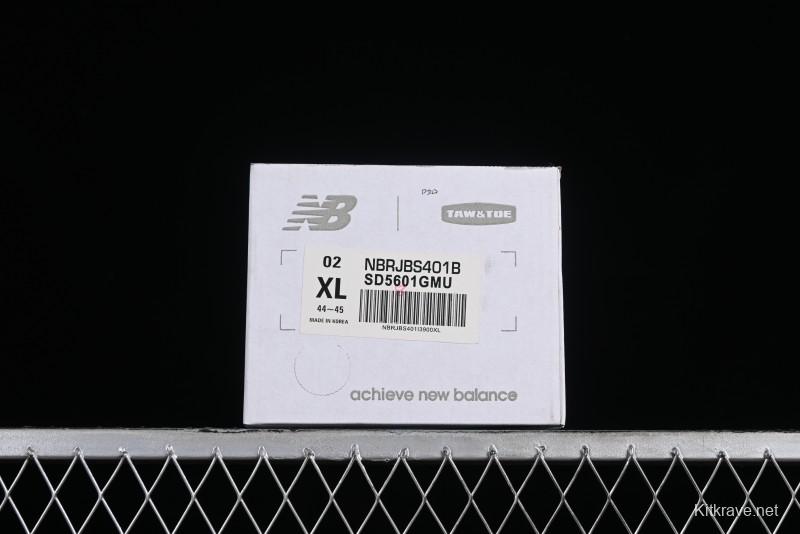 NB
TAW&TOE
02
XL
44-45
MADE IN KOREA
NBRJBS401B
SD5601GMU
NBRJBS401I3900XL
achieve new balance
Kitkrave.net